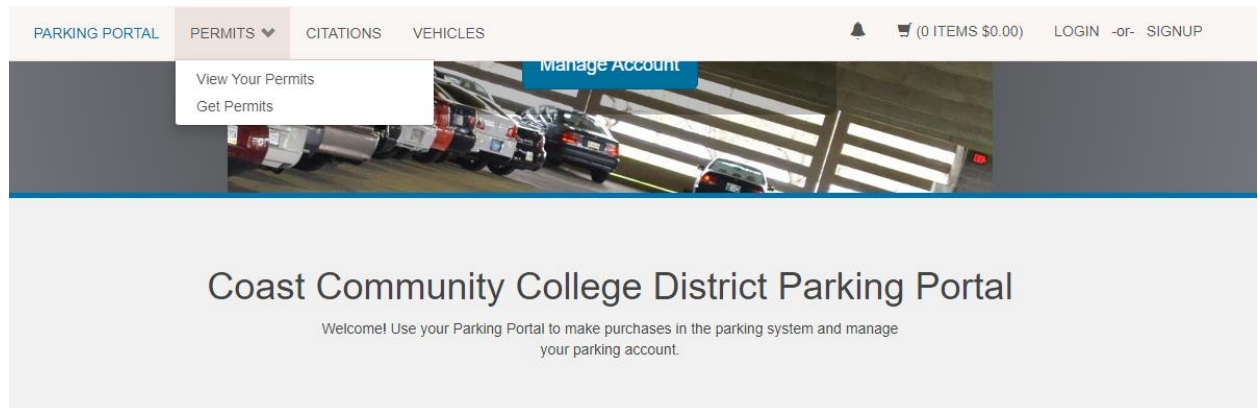 PARKING PORTAL PERMITS CITATIONS VEHICLES (0 ITEMS $0.00) LOGIN -or- SIGNUP
Manage Account
View Your Permits
Get Permits
Coast Community College District Parking Portal
Welcome! Use your Parking Portal to make purchases in the parking system and manage
your parking account.